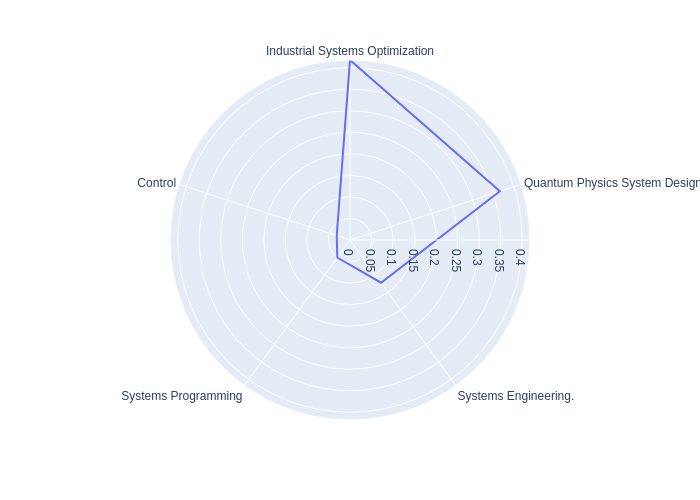 Industrial Systems Optimization
Control
Quantum Physics System Design
0
0.05
0.1
0.15
0.2
0.25
0.3
0.35
0.4
Systems Programming
Systems Engineering.